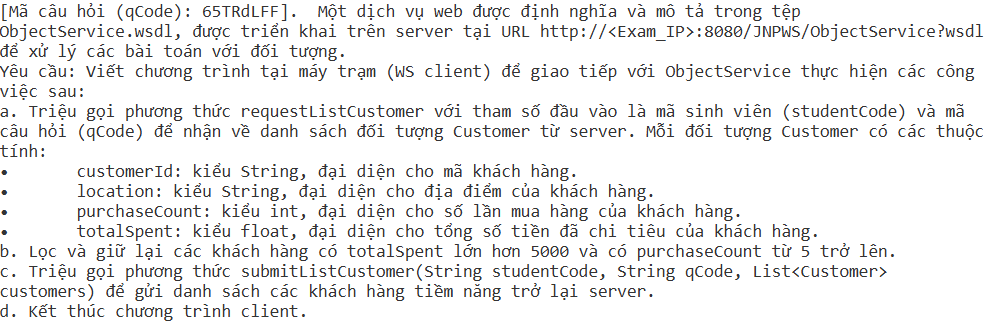 [Mã câu hỏi (qCode): 65TRdLFF].  Một dịch vụ web được định nghĩa và mô tả trong tệp
ObjectService.wsdl, được triển khai trên server tại URL http://<Exam_IP>:8080/JNPWS/ObjectService?wsdl
để xử lý các bài toán với đối tượng.
Yêu cầu: Viết chương trình tại máy trạm (WS client) để giao tiếp với ObjectService thực hiện các công
việc sau:
a. Triệu gọi phương thức requestListCustomer với tham số đầu vào là mã sinh viên (studentCode) và mã
câu hỏi (qCode) để nhận về danh sách đối tượng Customer từ server. Mỗi đối tượng Customer có các thuộc
tính:
•	customerId: kiểu String, đại diện cho mã khách hàng.
•	location: kiểu String, đại diện cho địa điểm của khách hàng.
•	purchaseCount: kiểu int, đại diện cho số lần mua hàng của khách hàng.
•	totalSpent: kiểu float, đại diện cho tổng số tiền đã chi tiêu của khách hàng.
b. Lọc và giữ lại các khách hàng có totalSpent lớn hơn 5000 và có purchaseCount từ 5 trở lên.
c. Triệu gọi phương thức submitListCustomer(String studentCode, String qCode, List<Customer>
customers) để gửi danh sách các khách hàng tiềm năng trở lại server.
d. Kết thúc chương trình client.